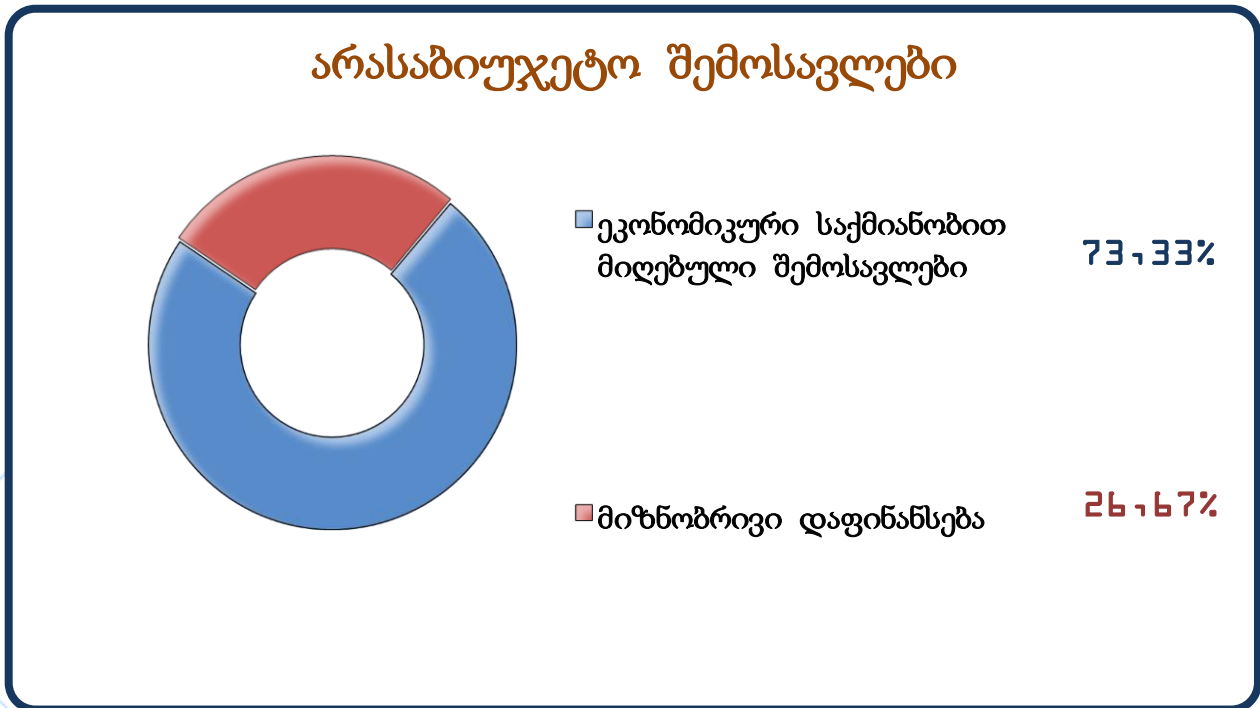 არასაბიუჯეტო შემოსავლები
ეკონომიკური საქმიანობით
მიღებული შემოსავლები
73,33%
მიზნობრივი დაფინანსება
26,67%